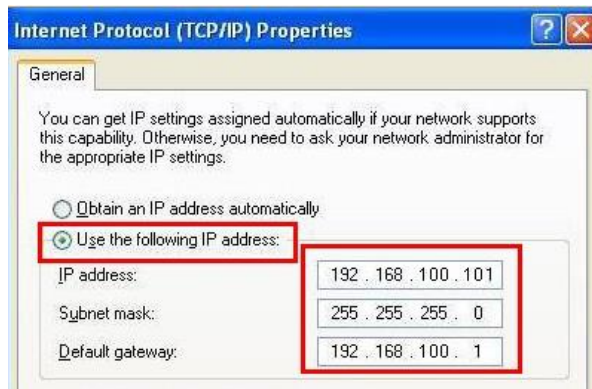 Internet Protocol (TCP/IP) Properties
General
You can get IP settings assigned automatically if your network supports
this capability. Otherwise, you need to ask your network administrator for
the appropriate IP settings.
Obtain an IP address automatically
Use the following IP address:
IP address: 192 . 168 . 100 . 101
Subnet mask: 255 . 255 . 255 . 0
Default gateway: 192 . 168 . 100 . 1